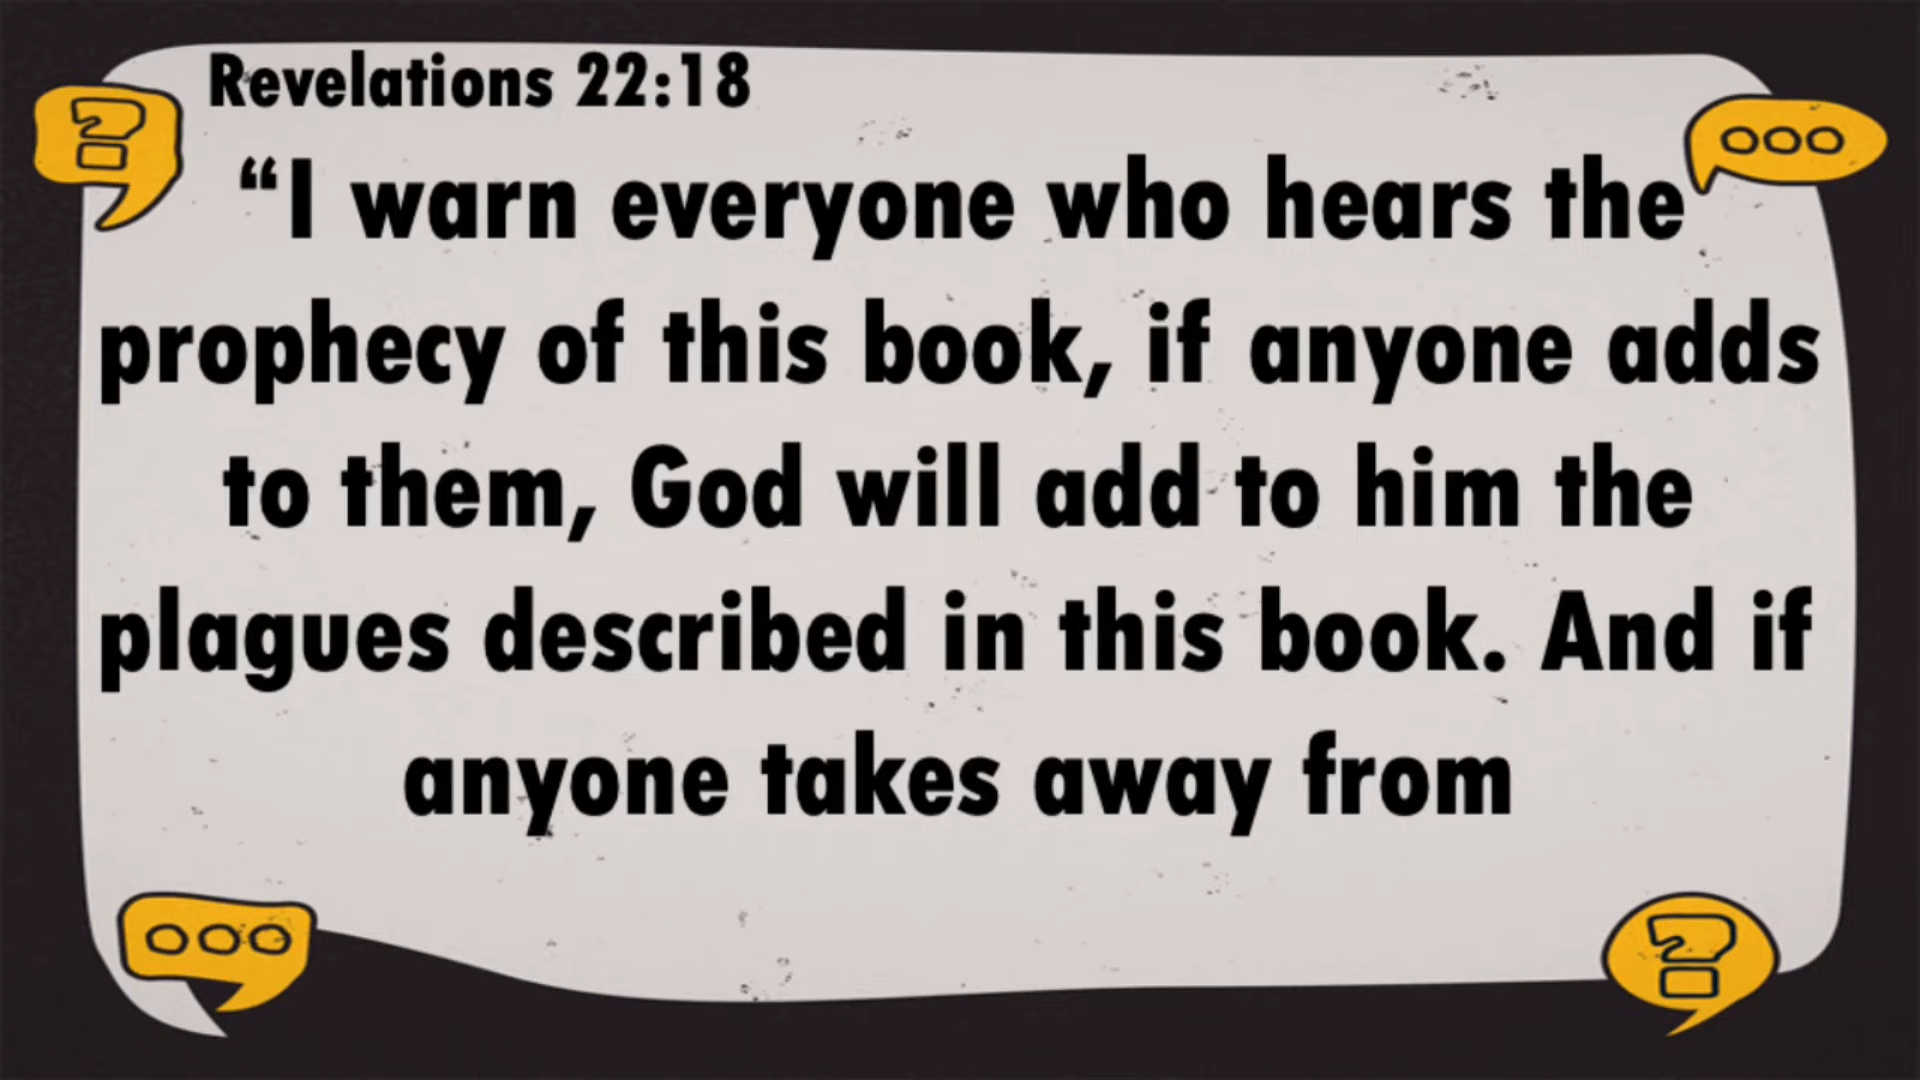 Revelations 22:18
“I warn everyone who hears the
prophecy of this book, if anyone adds
to them, God will add to him the
plagues described in this book. And if
anyone takes away from